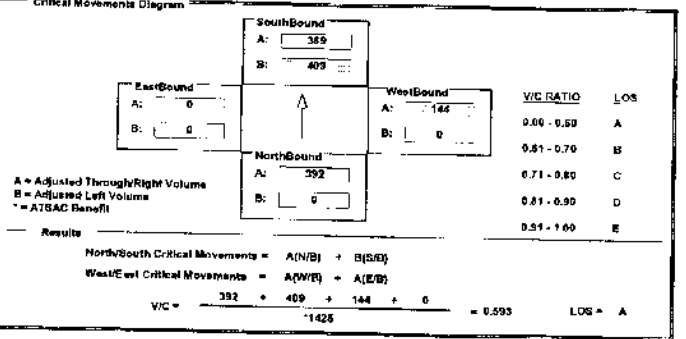 Critical Movements Diagram
SouthBound
A: 369
B: 409
EastBound
A: 0
B: 0
WestBound
A: 144
B: 0
NorthBound
A: 392
B: 0
V/C RATIO LOS
0.00 - 0.60 A
0.61 - 0.70 B
0.71 - 0.80 C
0.81 - 0.90 D
0.91 - 1.00 E
A = Adjusted Through/Right Volume
B = Adjusted Left Volume
* = ATSAC Benefit
Results
North/South Critical Movements = A(N/B) + B(S/B)
West/East Critical Movements = A(W/B) + A(E/B)
V/C = 392 + 409 + 144 + 0 = 0.593 LOS = A
*1425